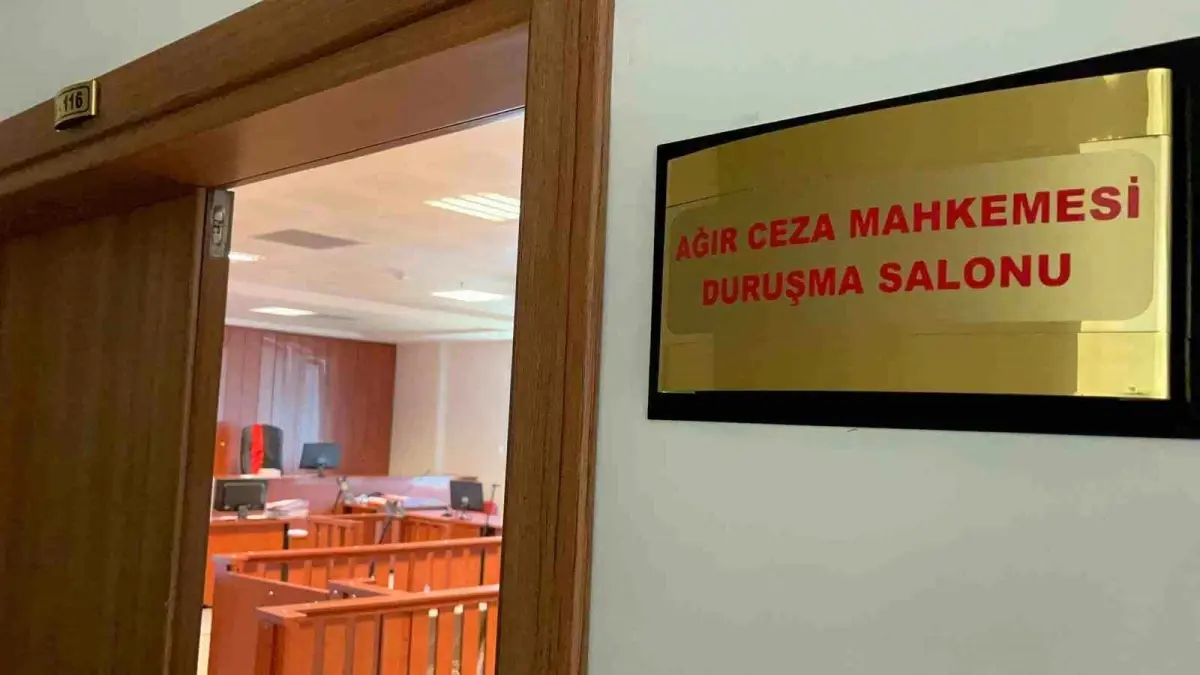 116
AĞIR CEZA MAHKEMESİ
DURUŞMA SALONU